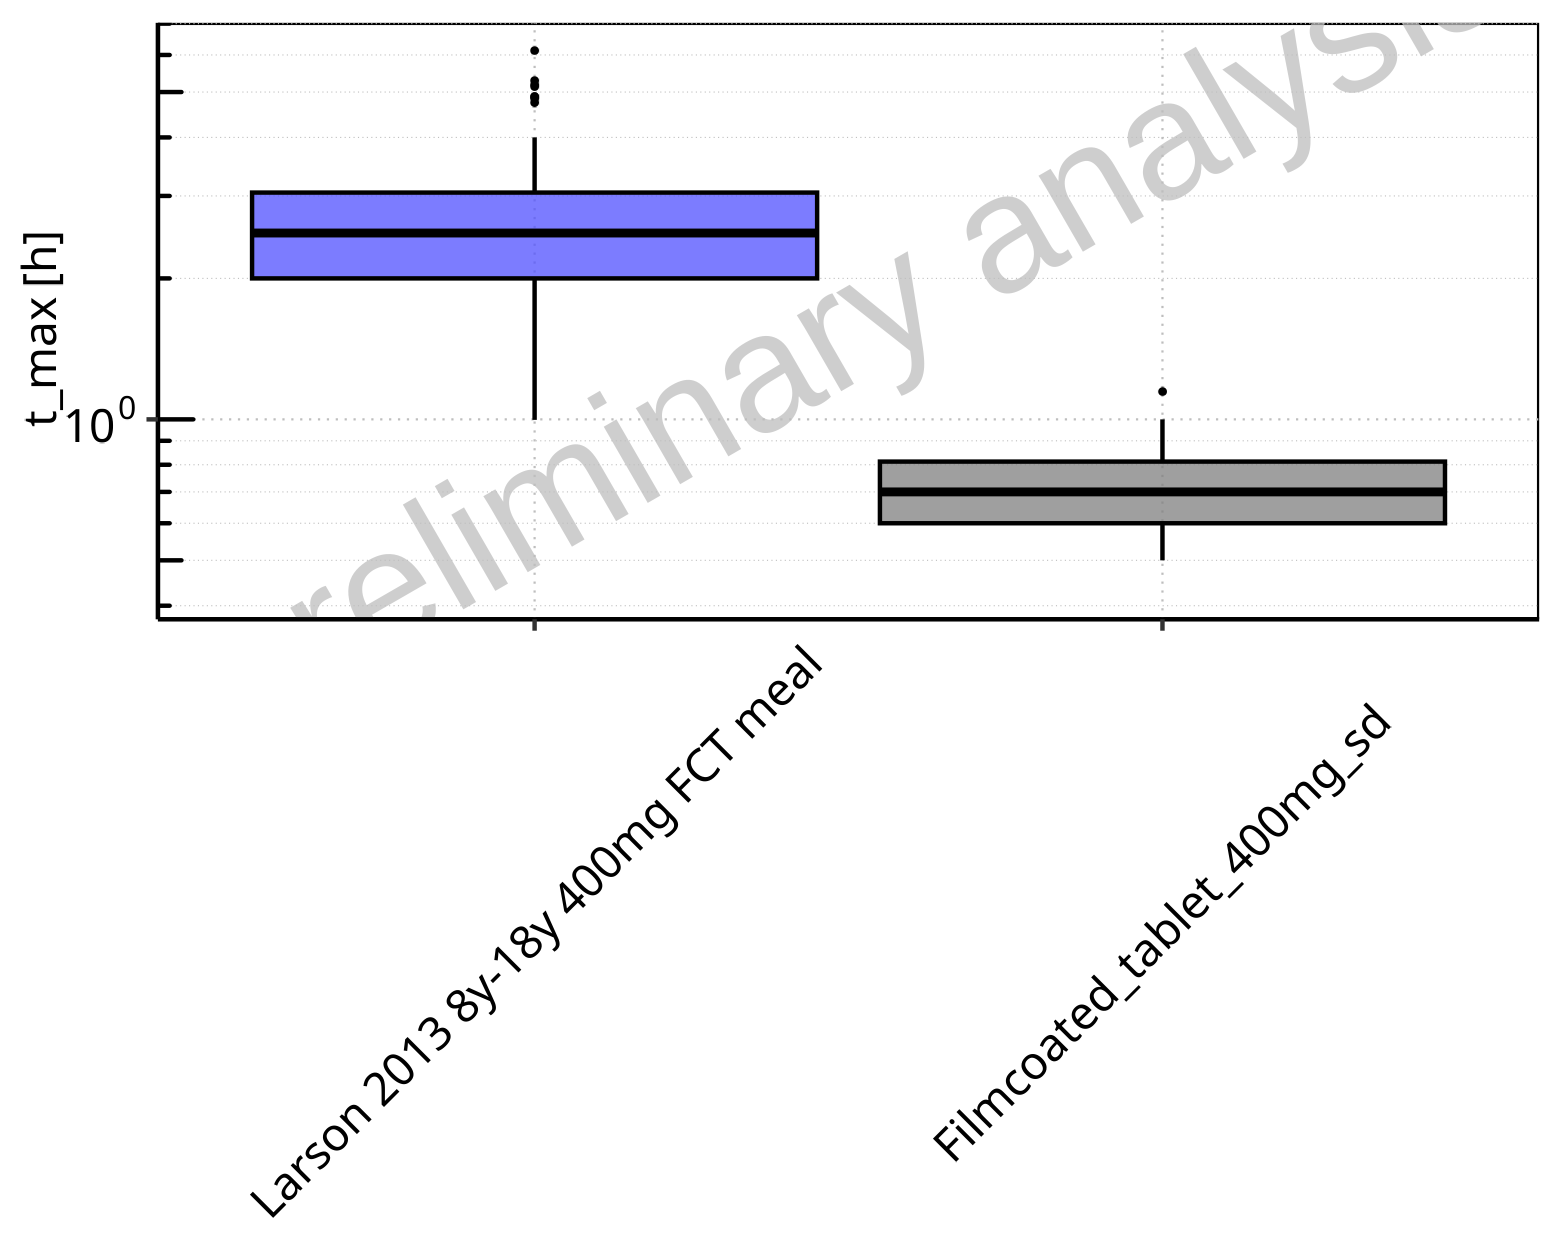 t_max [h]
10⁰
reliminary analysis
Larson 2013 8y-18y 400mg FCT meal
Filmcoated_tablet_400mg_sd